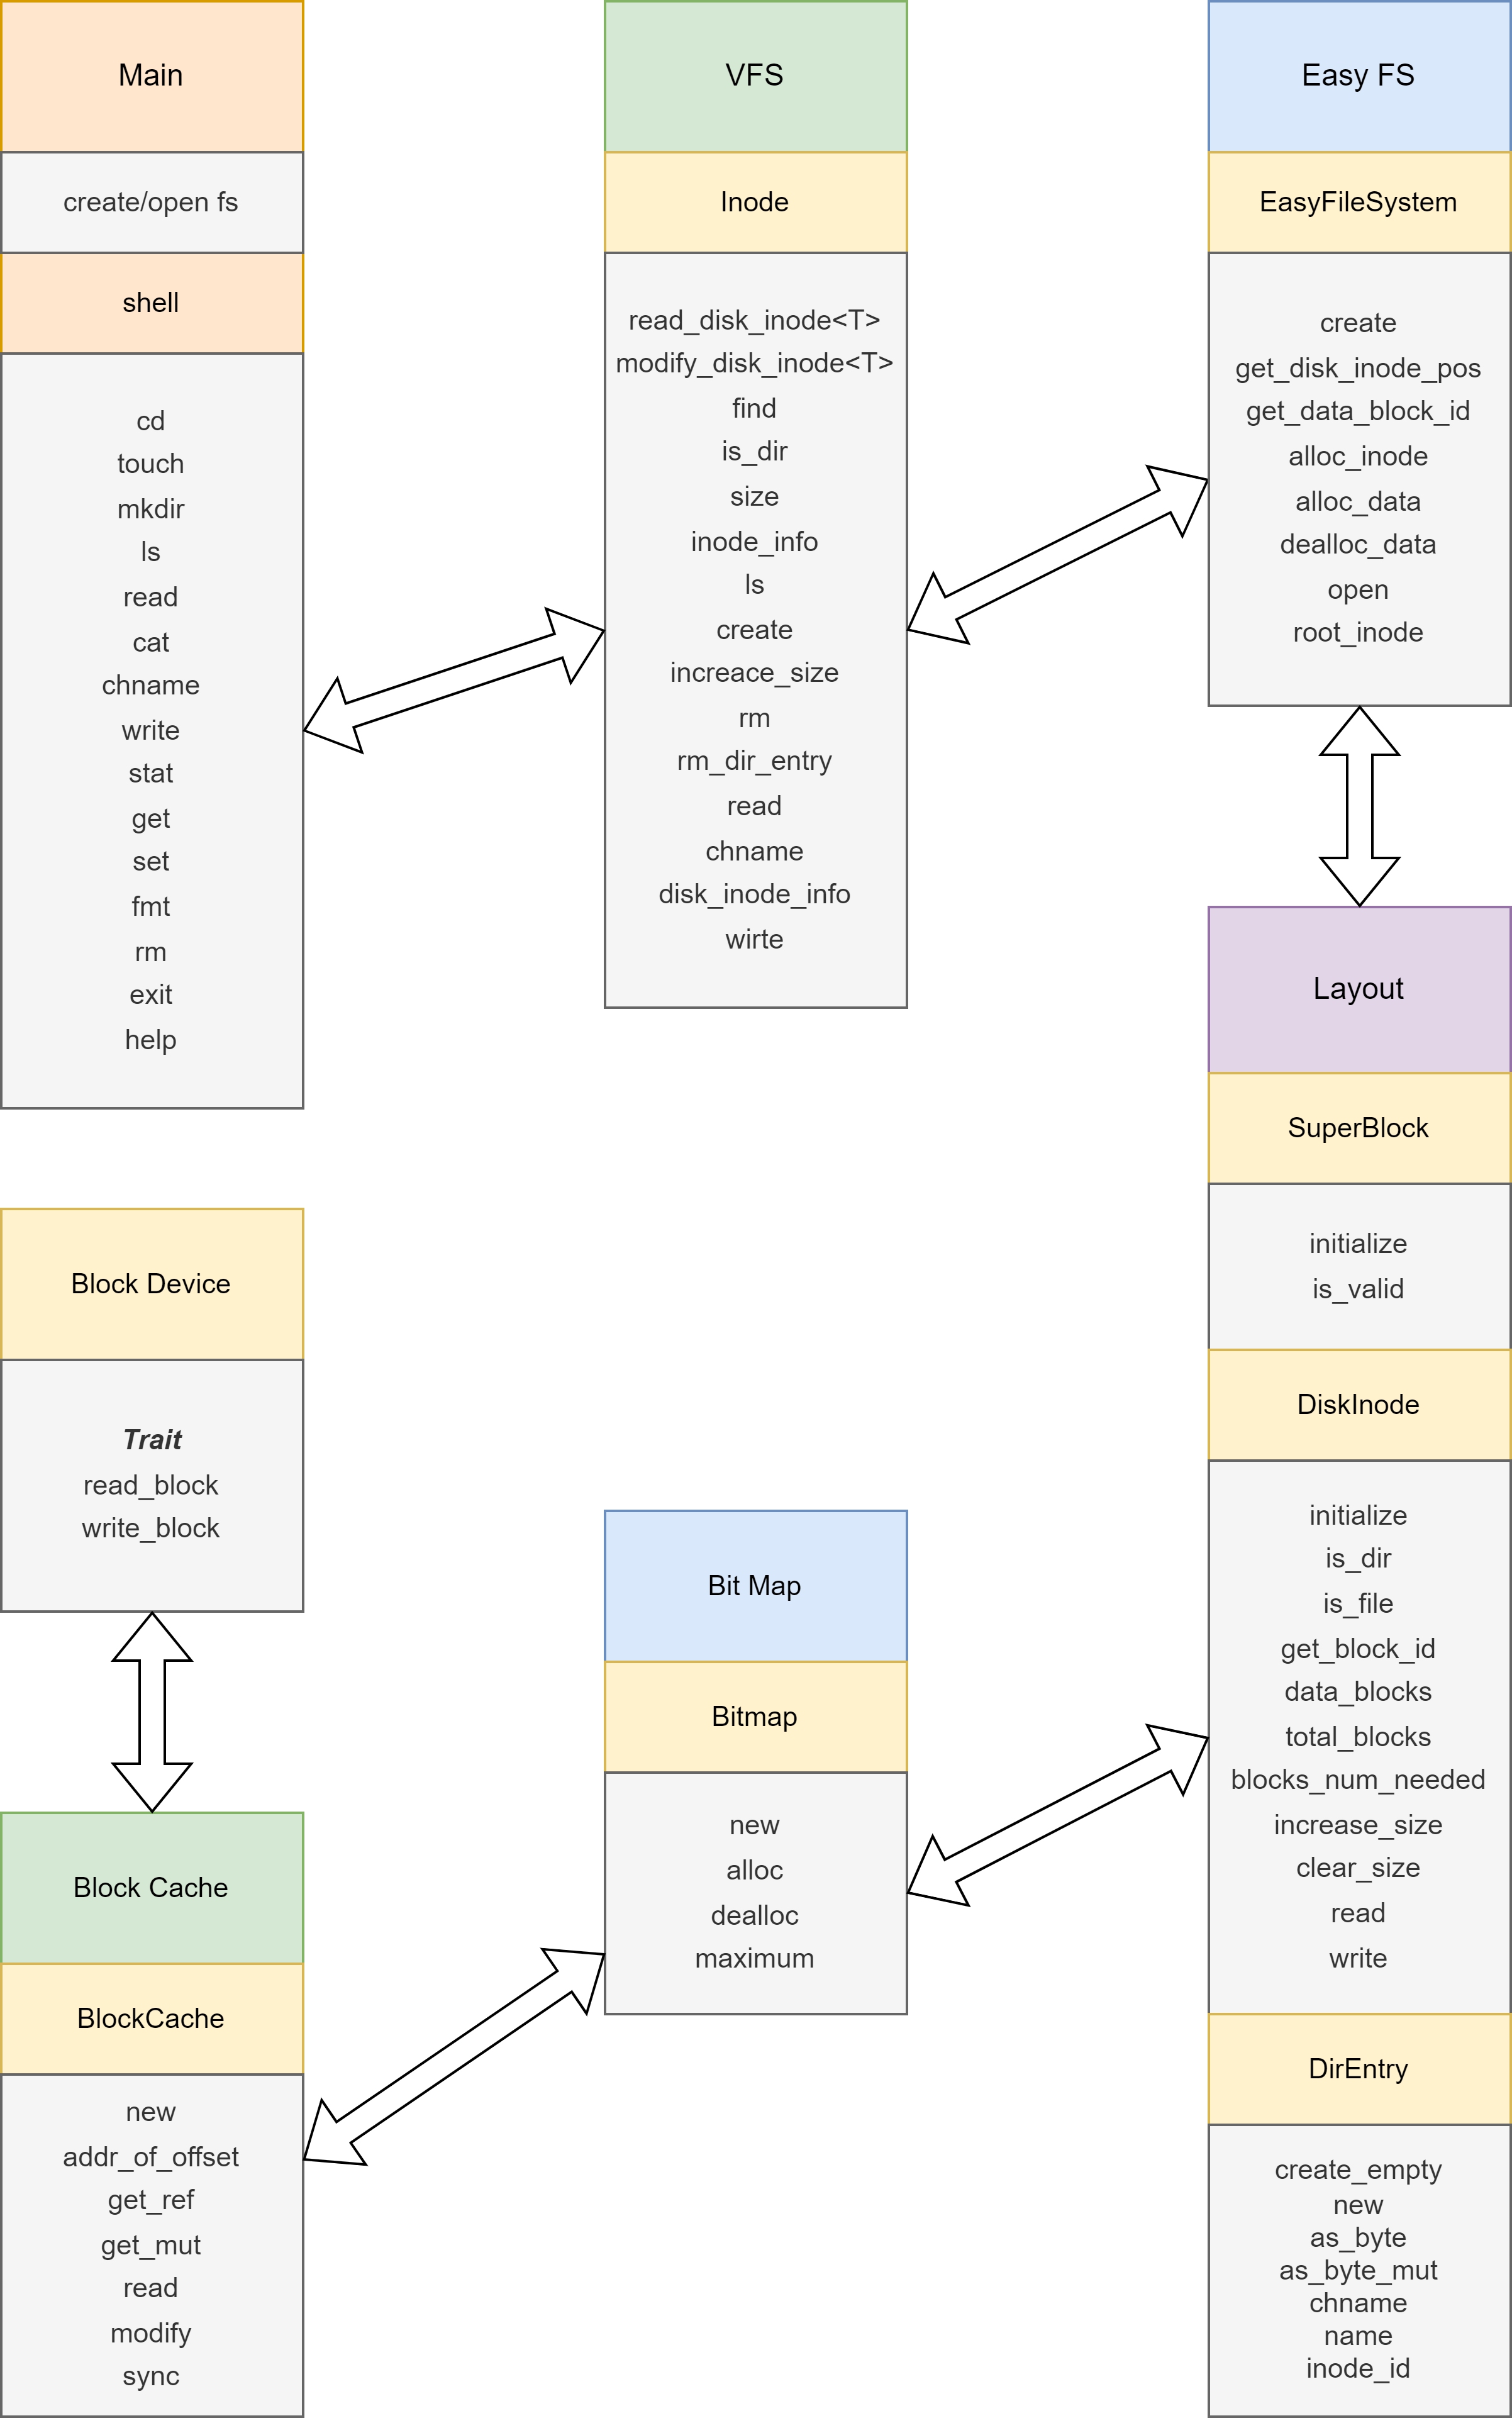 Main
create/open fs
shell
cd
touch
mkdir
ls
read
cat
chname
write
stat
get
set
fmt
rm
exit
help
VFS
Inode
read_disk_inode<T>
modify_disk_inode<T>
find
is_dir
size
inode_info
ls
create
increace_size
rm
rm_dir_entry
read
chname
disk_inode_info
wirte
Easy FS
EasyFileSystem
create
get_disk_inode_pos
get_data_block_id
alloc_inode
alloc_data
dealloc_data
open
root_inode
Layout
SuperBlock
initialize
is_valid
DiskInode
initialize
is_dir
is_file
get_block_id
data_blocks
total_blocks
blocks_num_needed
increase_size
clear_size
read
write
DirEntry
create_empty
new
as_byte
as_byte_mut
chname
name
inode_id
Bit Map
Bitmap
new
alloc
dealloc
maximum
Block Device
Trait
read_block
write_block
Block Cache
BlockCache
new
addr_of_offset
get_ref
get_mut
read
modify
sync